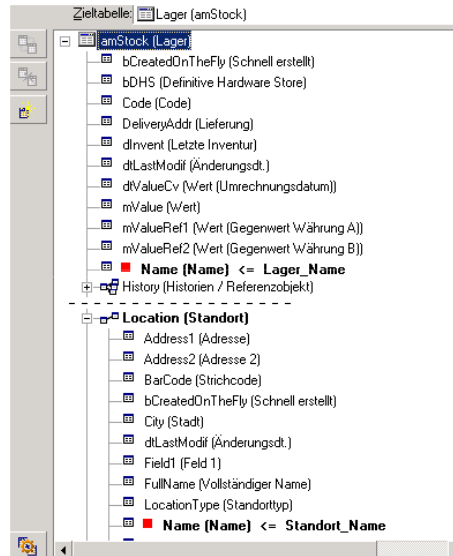 Zieltabelle: Lager (amStock)
amStock (Lager)
bCreatedOnTheFly (Schnell erstellt)
bDHS (Definitive Hardware Store)
Code (Code)
DeliveryAddr (Lieferung)
dInvent (Letzte Inventur)
dtLastModif (Änderungsdt.)
dtValueCv (Wert (Umrechnungsdatum))
mValue (Wert)
mValueRef1 (Wert (Gegenwert Währung A))
mValueRef2 (Wert (Gegenwert Währung B))
Name (Name) <= Lager_Name
History (Historien / Referenzobjekt)
Location (Standort)
Address1 (Adresse)
Address2 (Adresse 2)
BarCode (Strichcode)
bCreatedOnTheFly (Schnell erstellt)
City (Stadt)
dtLastModif (Änderungsdt.)
Field1 (Feld 1)
FullName (Vollständiger Name)
LocationType (Standorttyp)
Name (Name) <= Standort_Name